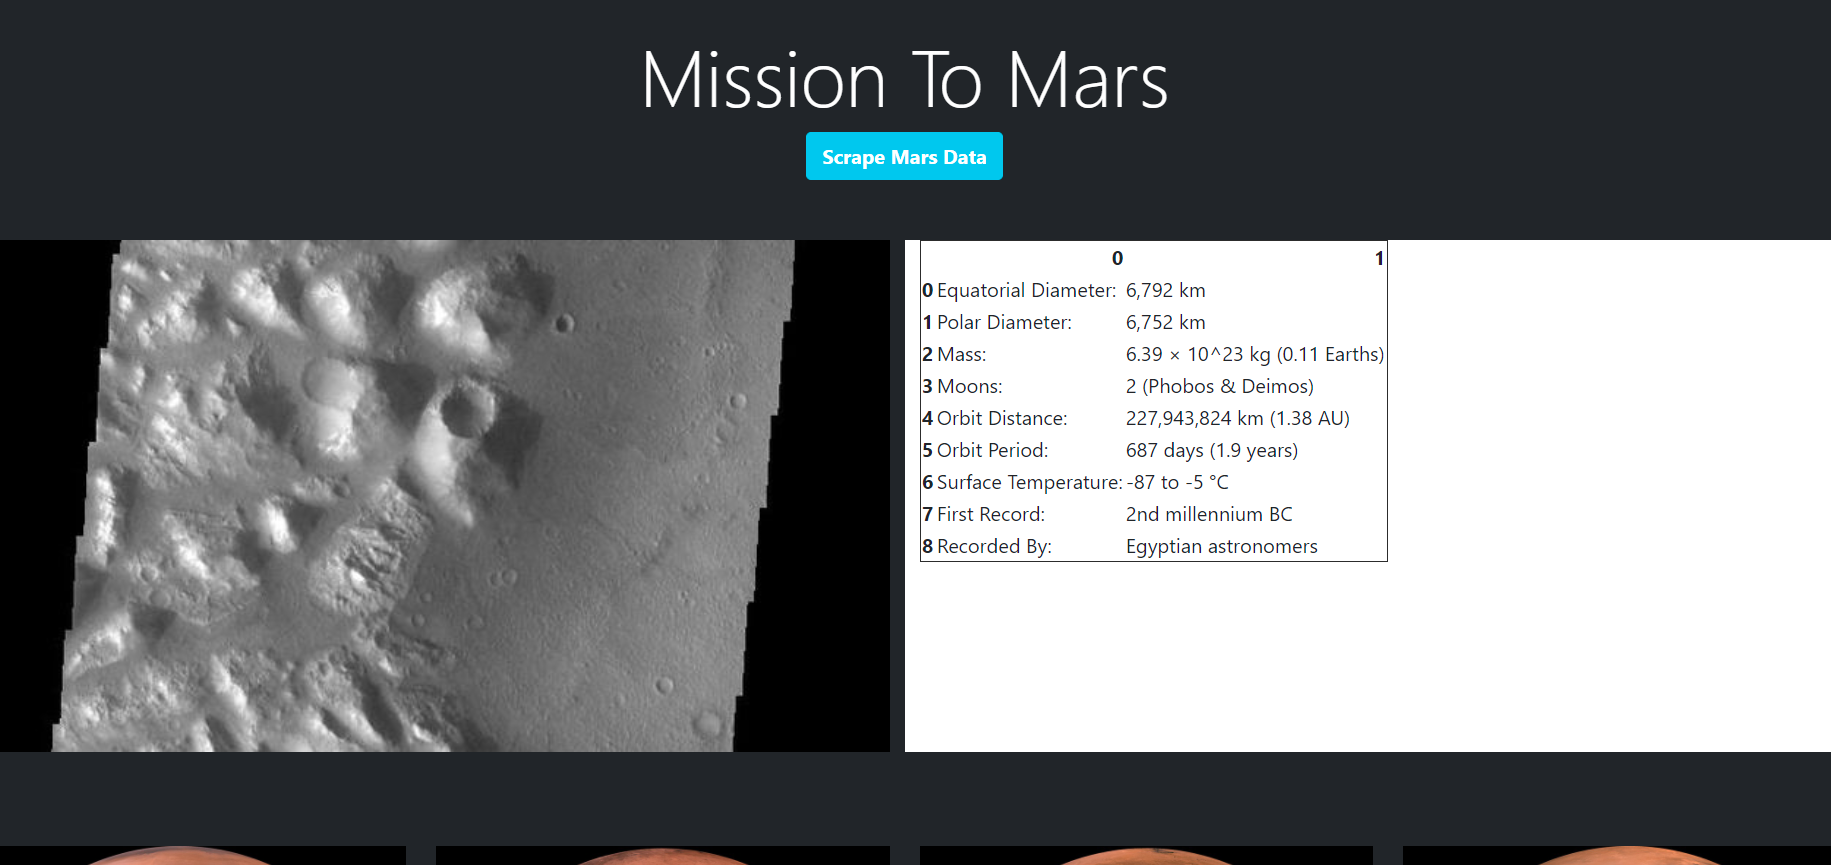 Mission To Mars
Scrape Mars Data
0 1
0 Equatorial Diameter: 6,792 km
1 Polar Diameter: 6,752 km
2 Mass: 6.39 × 10^23 kg (0.11 Earths)
3 Moons: 2 (Phobos & Deimos)
4 Orbit Distance: 227,943,824 km (1.38 AU)
5 Orbit Period: 687 days (1.9 years)
6 Surface Temperature: -87 to -5 °C
7 First Record: 2nd millennium BC
8 Recorded By: Egyptian astronomers